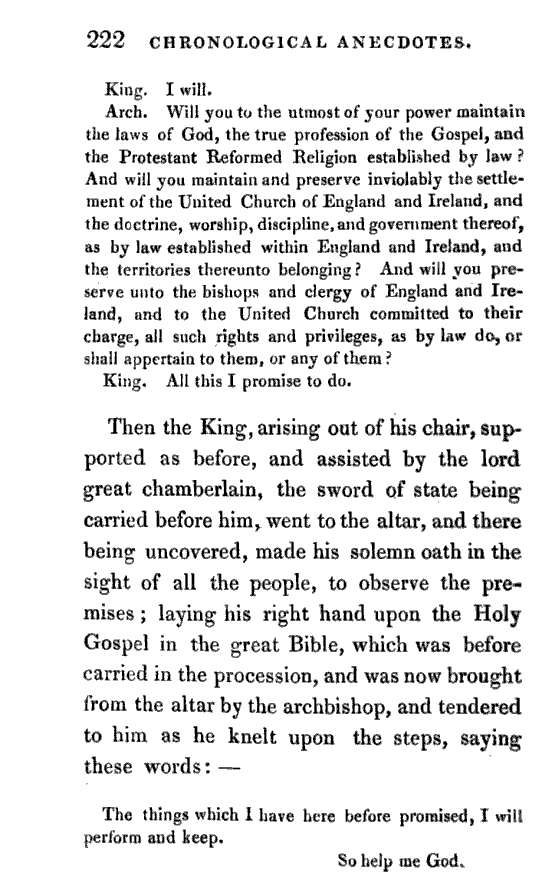 222 CHRONOLOGICAL ANECDOTES.
King. I will.
Arch. Will you to the utmost of your power maintain
the laws of God, the true profession of the Gospel, and
the Protestant Reformed Religion established by law?
And will you maintain and preserve inviolably the settle-
ment of the United Church of England and Ireland, and
the doctrine, worship, discipline, and government thereof,
as by law established within England and Ireland, and
the territories thereunto belonging? And will you pre-
serve unto the bishops and clergy of England and Ire-
land, and to the United Church committed to their
charge, all such rights and privileges, as by law do, or
shall appertain to them, or any of them?
King. All this I promise to do.
Then the King, arising out of his chair, sup-
ported as before, and assisted by the lord
great chamberlain, the sword of state being
carried before him, went to the altar, and there
being uncovered, made his solemn oath in the
sight of all the people, to observe the pre-
mises; laying his right hand upon the Holy
Gospel in the great Bible, which was before
carried in the procession, and was now brought
from the altar by the archbishop, and tendered
to him as he knelt upon the steps, saying
these words: —
The things which I have here before promised, I will
perform and keep.
So help me God.